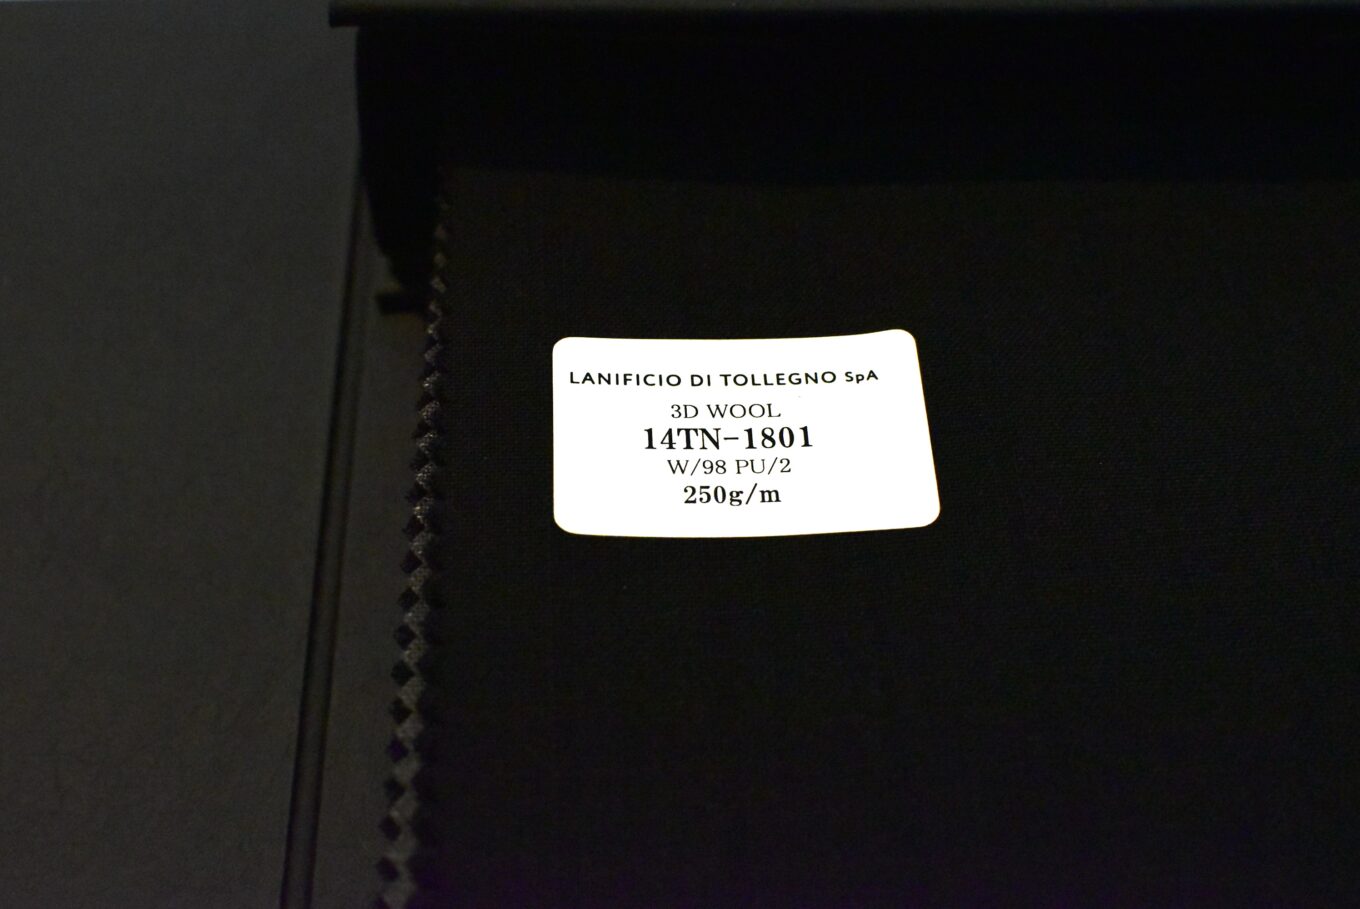 LANIFICIO DI TOLLEGNO SpA
3D WOOL
14TN-1801
W/98 PU/2
250g/m